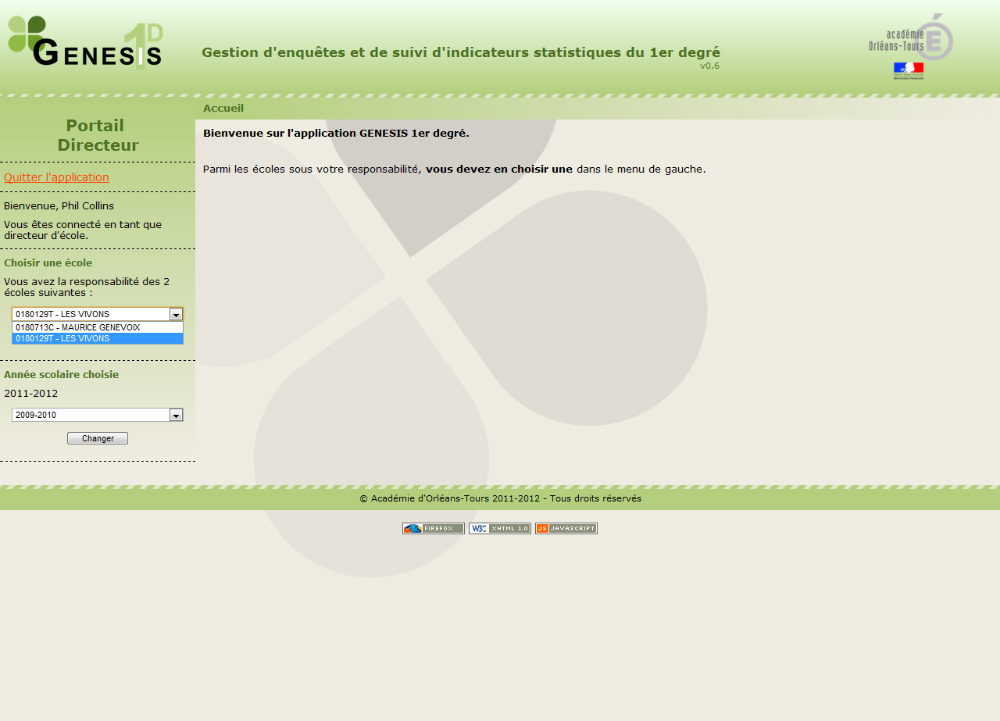 GENESIS 1D
Gestion d'enquêtes et de suivi d'indicateurs statistiques du 1er degré
v0.6
académie
Orléans-Tours
É
Portail
Directeur
Quitter l'application
Bienvenue, Phil Collins
Vous êtes connecté en tant que
directeur d'école.
Choisir une école
Vous avez la responsabilité des 2
écoles suivantes :
0180129T - LES VIVONS
0180713C - MAURICE GENEVOIX
0180129T - LES VIVONS
Année scolaire choisie
2011-2012
2009-2010
Changer
Accueil
Bienvenue sur l'application GENESIS 1er degré.
Parmi les écoles sous votre responsabilité, vous devez en choisir une dans le menu de gauche.
© Académie d'Orléans-Tours 2011-2012 - Tous droits réservés
FIREFOX
W3C XHTML 1.0
JS JAVASCRIPT